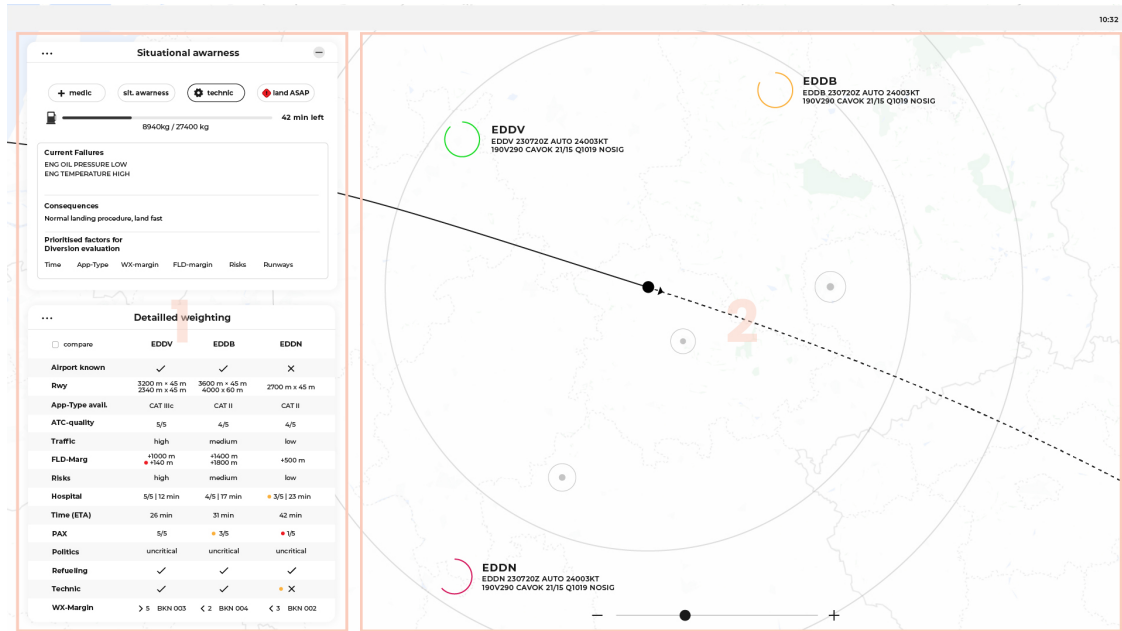 10:32
Situational awarness
medic
sit. awarness
technic
land ASAP
42 min left
8940kg / 27400 kg
Current Failures
ENG OIL PRESSURE LOW
ENG TEMPERATURE HIGH
Consequences
Normal landing procedure, land fast
Prioritised factors for
Diversion evaluation
Time App-Type WX-margin FLD-margin Risks Runways
1
Detailled weighting
compare EDDV EDDB EDDN
Airport known
Rwy 3200 m × 45 m 3600 m × 45 m 2700 m x 45 m
2340 m x 45 m 4000 x 60 m
App-Type avail. CAT IIIc CAT II CAT II
ATC-quality 5/5 4/5 4/5
Traffic high medium low
FLD-Marg +1000 m +1400 m +500 m
+140 m +1800 m
Risks high medium low
Hospital 5/5 | 12 min 4/5 | 17 min 3/5 | 23 min
Time (ETA) 26 min 31 min 42 min
PAX 5/5 3/5 1/5
Politics uncritical uncritical uncritical
Refueling
Technic
WX-Margin > 5 BKN 003 < 2 BKN 004 < 3 BKN 002
EDDB
EDDB 230720Z AUTO 24003KT
190V290 CAVOK 21/15 Q1019 NOSIG
EDDV
EDDV 230720Z AUTO 24003KT
190V290 CAVOK 21/15 Q1019 NOSIG
2
EDDN
EDDN 230720Z AUTO 24003KT
190V290 CAVOK 21/15 Q1019 NOSIG